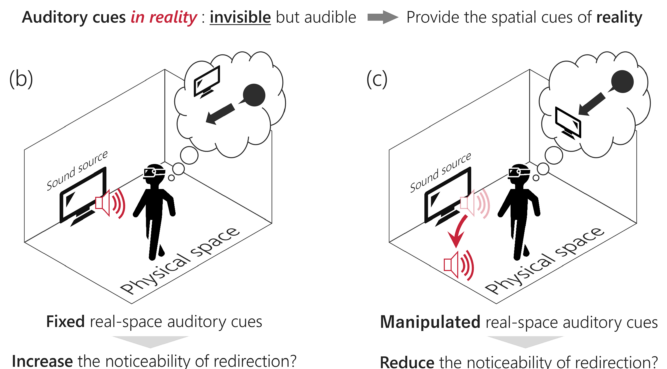 Auditory cues in reality : invisible but audible Provide the spatial cues of reality
(b)
Sound source
Physical space
Fixed real-space auditory cues
Increase the noticeability of redirection?
(c)
Sound source
Physical space
Manipulated real-space auditory cues
Reduce the noticeability of redirection?